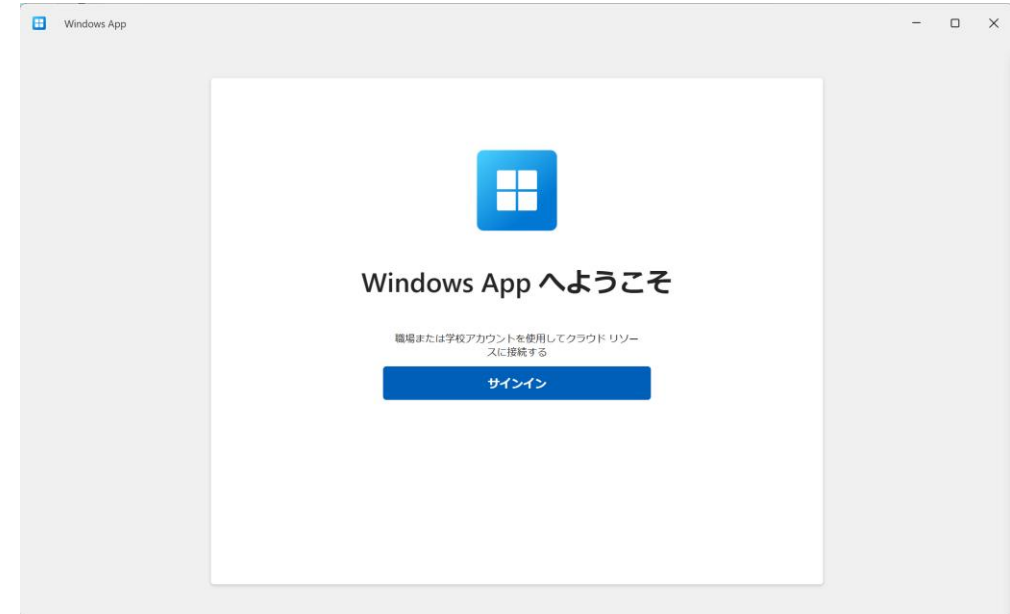 Windows App
Windows App へようこそ
職場または学校アカウントを使用してクラウド リソー
スに接続する
サインイン